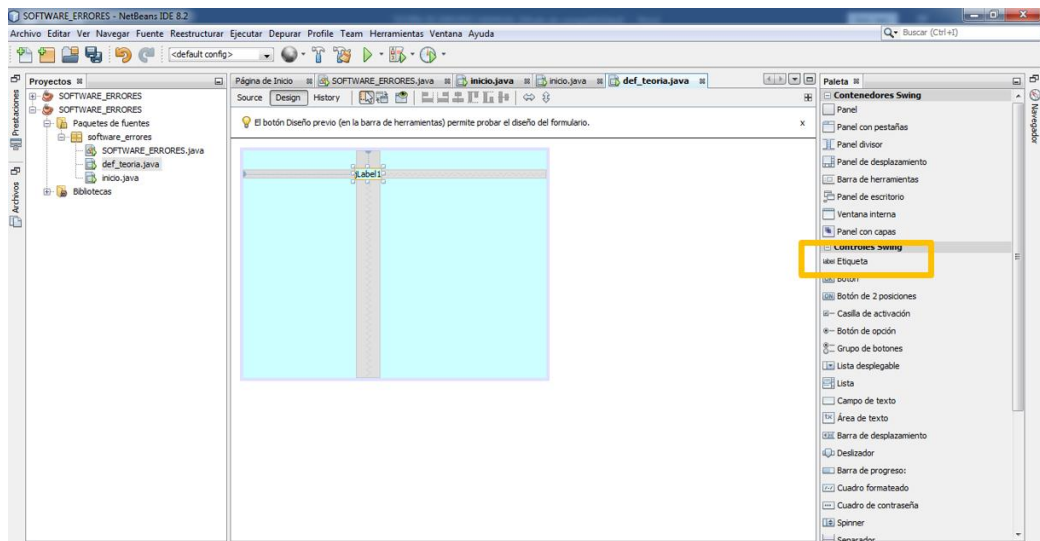 SOFTWARE_ERRORES - NetBeans IDE 8.2
Archivo Editar Ver Navegar Fuente Reestructurar Ejecutar Depurar Profile Team Herramientas Ventana Ayuda
Buscar (Ctrl+I)
<default config>
Proyectos
SOFTWARE_ERRORES
SOFTWARE_ERRORES
Paquetes de fuentes
software_errores
SOFTWARE_ERRORES.java
def_teoria.java
inicio.java
Bibliotecas
Prestaciones
Archivos
Página de Inicio SOFTWARE_ERRORES.java inicio.java inicio.java def_teoria.java
Source Design History
El botón Diseño previo (en la barra de herramientas) permite probar el diseño del formulario. x
jLabel1
Paleta
Contenedores Swing
Panel
Panel con pestañas
Panel divisor
Panel de desplazamiento
Barra de herramientas
Panel de escritorio
Ventana interna
Panel con capas
Controles Swing
label Etiqueta
OK Botón
ON Botón de 2 posiciones
Casilla de activación
Botón de opción
Grupo de botones
Lista desplegable
Lista
Campo de texto
Área de texto
Barra de desplazamiento
Deslizador
Barra de progreso:
Cuadro formateado
Cuadro de contraseña
Spinner
Separador
Navegador